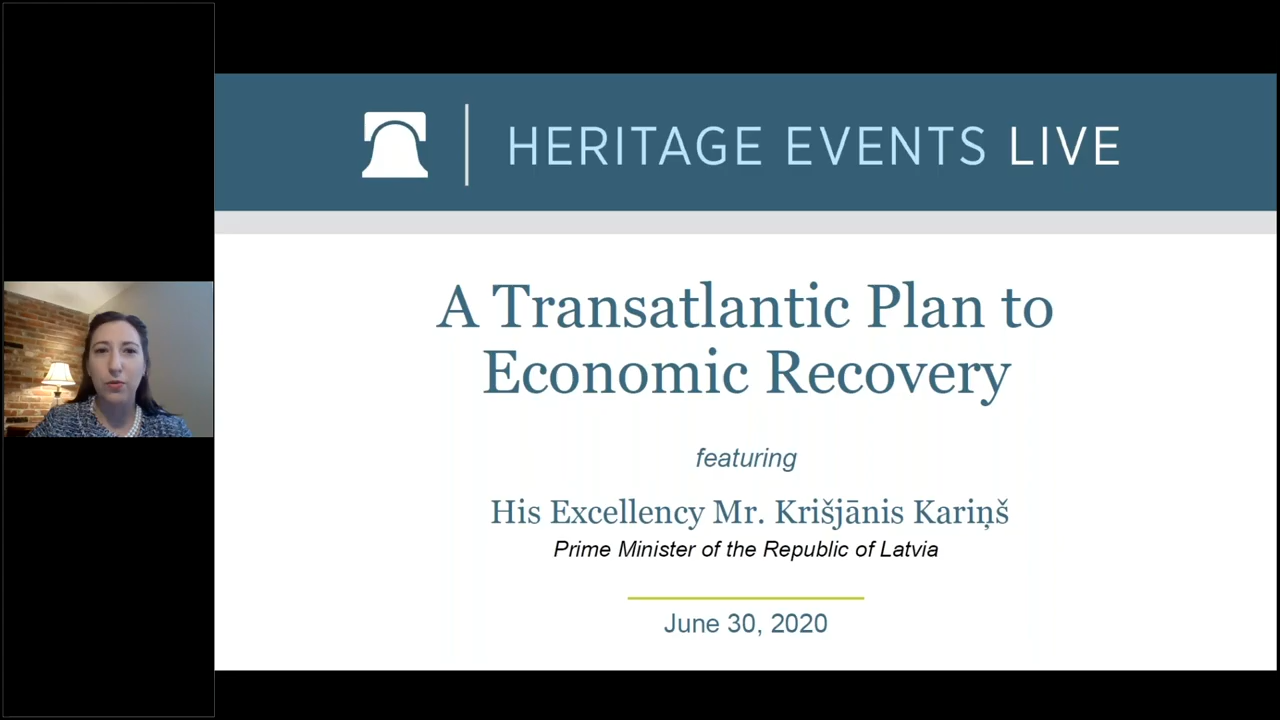 HERITAGE EVENTS LIVE
A Transatlantic Plan to
Economic Recovery
featuring
His Excellency Mr. Krišjānis Kariņš
Prime Minister of the Republic of Latvia
June 30, 2020